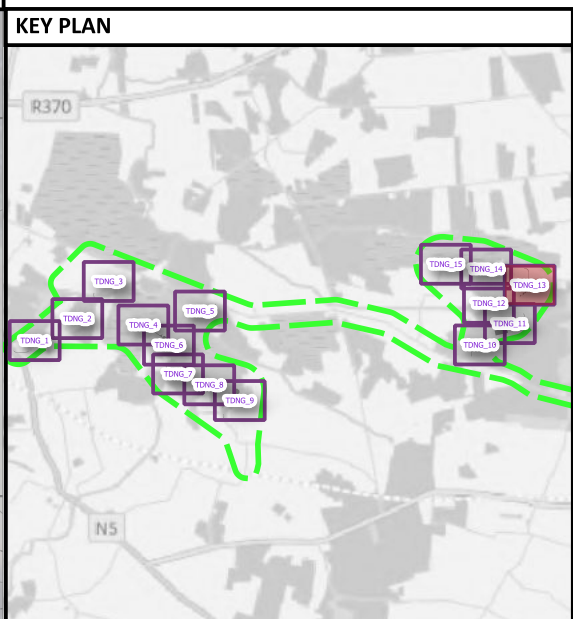 KEY PLAN
R370
TDNG_15
TDNG_14
TDNG_3
TDNG_13
TDNG_12
TDNG_5
TDNG_2
TDNG_4
TDNG_11
TDNG_1
TDNG_6
TDNG_10
TDNG_7
TDNG_8
TDNG_9
N5